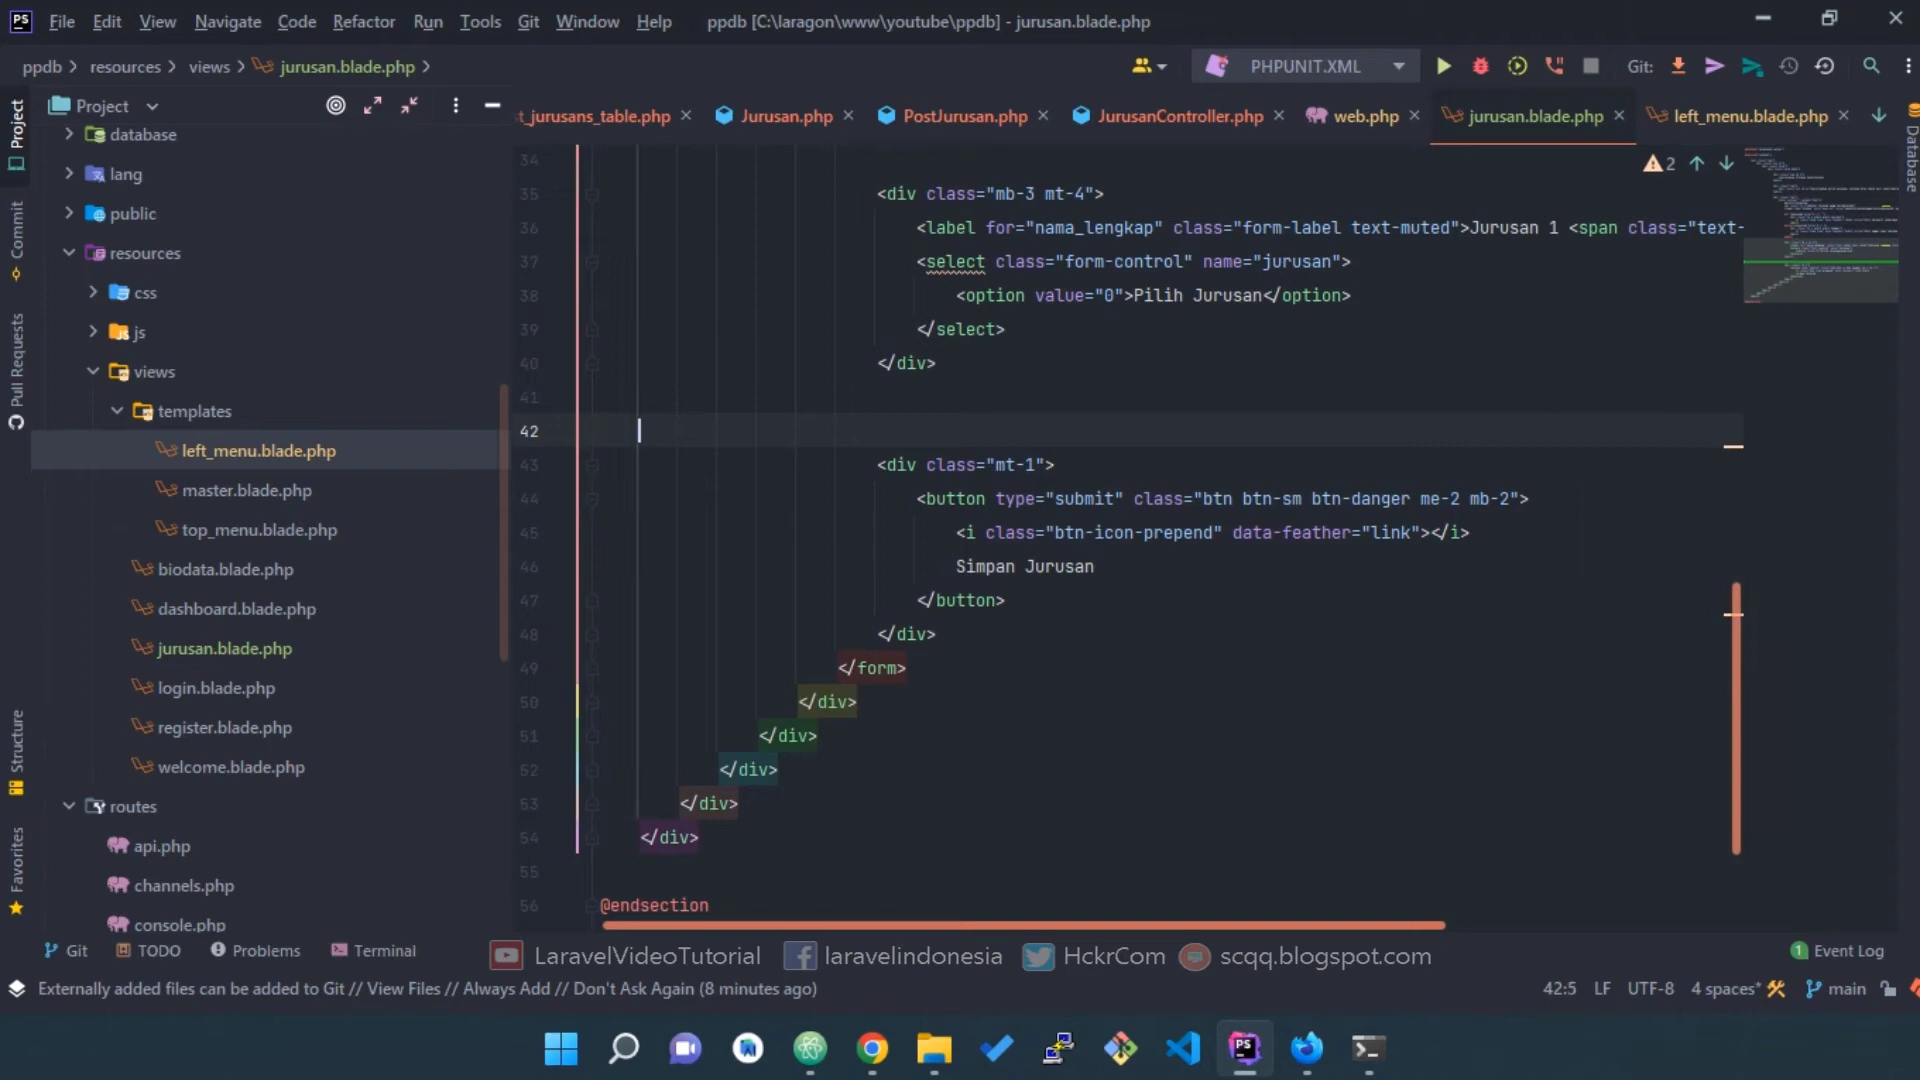 PS File Edit View Navigate Code Refactor Run Tools Git Window Help ppdb [C:\laragon\www\youtube\ppdb] - jurusan.blade.php
ppdb resources views jurusan.blade.php PHPUNIT.XML Git:
Project
t_jurusans_table.php Jurusan.php PostJurusan.php JurusanController.php web.php jurusan.blade.php left_menu.blade.php
Project
Commit
Pull Requests
Structure
Favorites
Database
database
lang
public
resources
css
js
views
templates
left_menu.blade.php
master.blade.php
top_menu.blade.php
biodata.blade.php
dashboard.blade.php
jurusan.blade.php
login.blade.php
register.blade.php
welcome.blade.php
routes
api.php
channels.php
console.php
2
34
35 <div class="mb-3 mt-4">
36 <label for="nama_lengkap" class="form-label text-muted">Jurusan 1 <span class="text-
37 <select class="form-control" name="jurusan">
38 <option value="0">Pilih Jurusan</option>
39 </select>
40 </div>
41
42
43 <div class="mt-1">
44 <button type="submit" class="btn btn-sm btn-danger me-2 mb-2">
45 <i class="btn-icon-prepend" data-feather="link"></i>
46 Simpan Jurusan
47 </button>
48 </div>
49 </form>
50 </div>
51 </div>
52 </div>
53 </div>
54 </div>
55
56 @endsection
Git TODO Problems Terminal LaravelVideoTutorial laravelindonesia HckrCom scqq.blogspot.com 1 Event Log
Externally added files can be added to Git // View Files // Always Add // Don't Ask Again (8 minutes ago) 42:5 LF UTF-8 4 spaces* main
PS